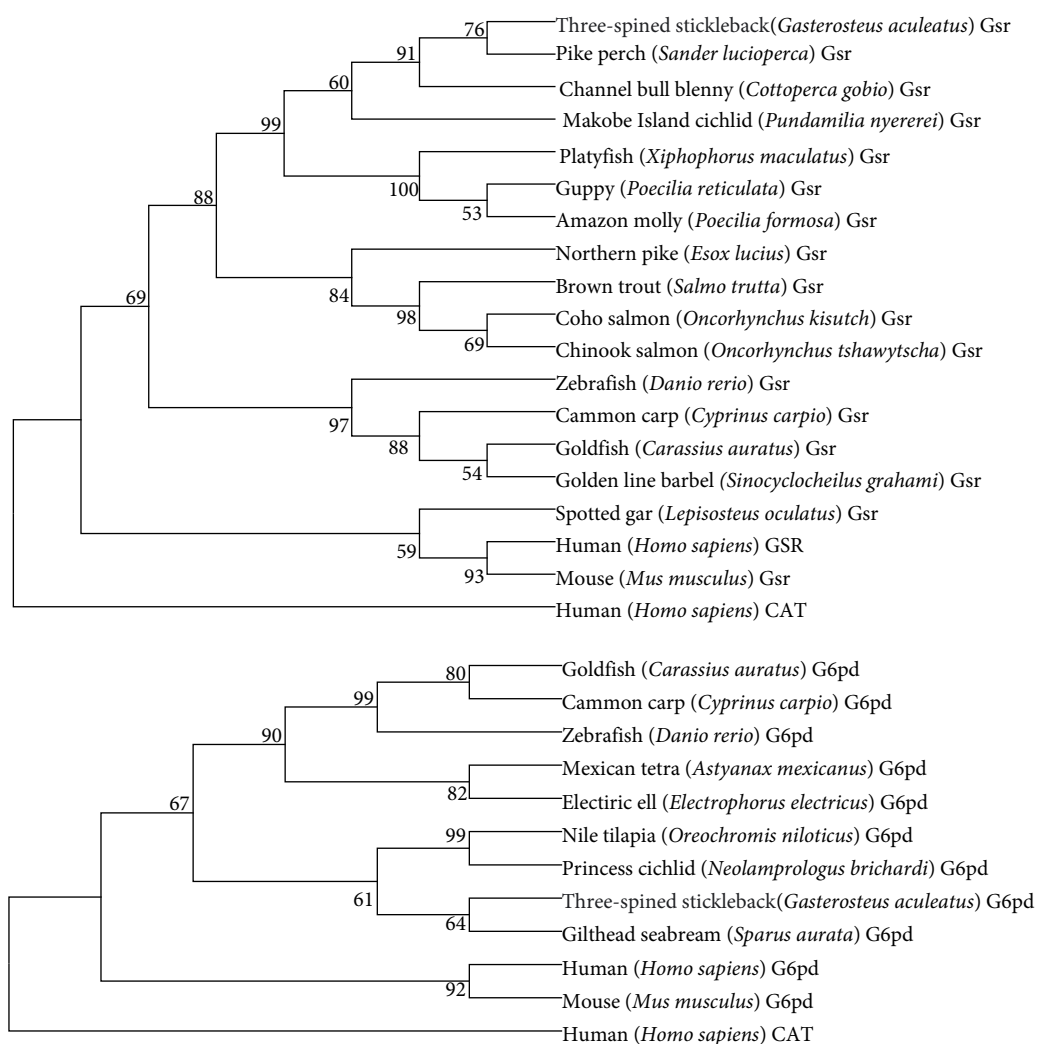 Three-spined stickleback(Gasterosteus aculeatus) Gsr
76
Pike perch (Sander lucioperca) Gsr
91
Channel bull blenny (Cottoperca gobio) Gsr
60
Makobe Island cichlid (Pundamilia nyererei) Gsr
99
Platyfish (Xiphophorus maculatus) Gsr
100
Guppy (Poecilia reticulata) Gsr
53
Amazon molly (Poecilia formosa) Gsr
88
Northern pike (Esox lucius) Gsr
84
Brown trout (Salmo trutta) Gsr
98
Coho salmon (Oncorhynchus kisutch) Gsr
69
Chinook salmon (Oncorhynchus tshawytscha) Gsr
69
Zebrafish (Danio rerio) Gsr
97
Cammon carp (Cyprinus carpio) Gsr
88
Goldfish (Carassius auratus) Gsr
54
Golden line barbel (Sinocyclocheilus grahami) Gsr
Spotted gar (Lepisosteus oculatus) Gsr
59
Human (Homo sapiens) GSR
93
Mouse (Mus musculus) Gsr
Human (Homo sapiens) CAT
Goldfish (Carassius auratus) G6pd
80
Cammon carp (Cyprinus carpio) G6pd
99
Zebrafish (Danio rerio) G6pd
90
Mexican tetra (Astyanax mexicanus) G6pd
82
Electiric ell (Electrophorus electricus) G6pd
67
Nile tilapia (Oreochromis niloticus) G6pd
99
Princess cichlid (Neolamprologus brichardi) G6pd
61
Three-spined stickleback(Gasterosteus aculeatus) G6pd
64
Gilthead seabream (Sparus aurata) G6pd
Human (Homo sapiens) G6pd
92
Mouse (Mus musculus) G6pd
Human (Homo sapiens) CAT